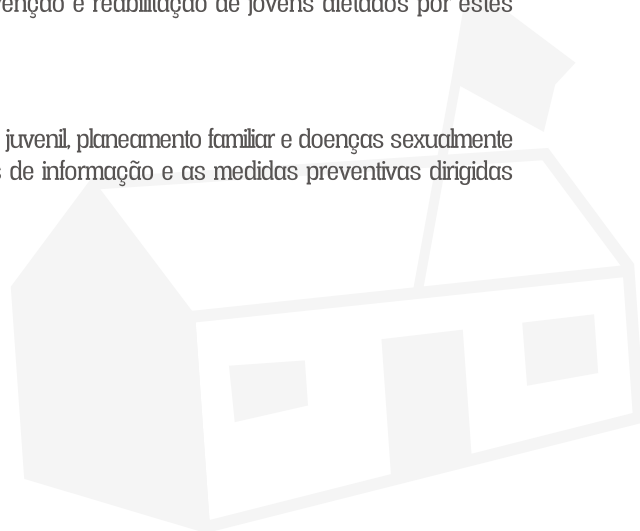 e reabilitação de jovens afetados por estes
juvenil, planeamento familiar e doenças sexualmente
de informação e as medidas preventivas dirigidas